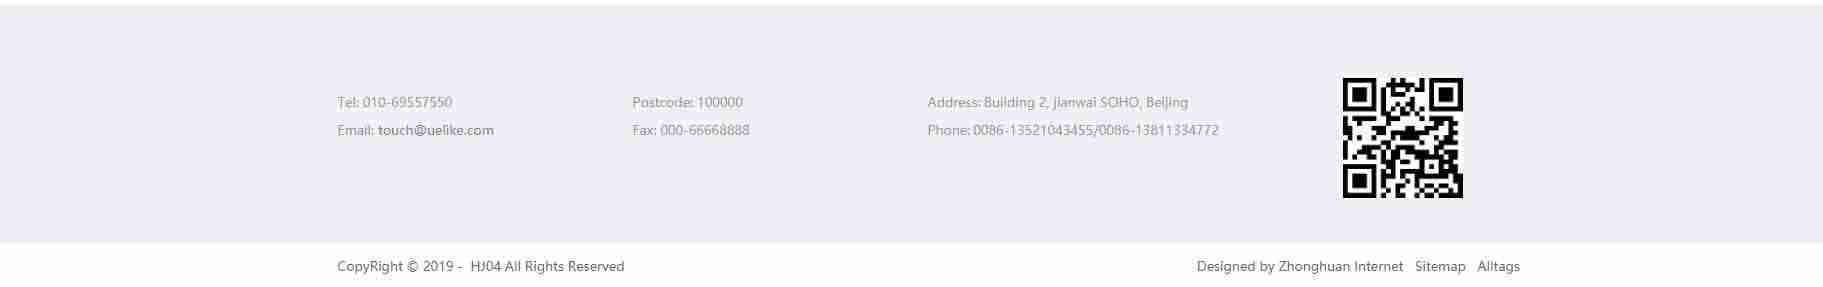 Tel: 010-69557550
Email: touch@uelike.com
Postcode: 100000
Fax: 000-66668888
Address: Building 2, jianwai SOHO, Beijing
Phone: 0086-13521043455/0086-13811334772
CopyRight © 2019 - HJ04 All Rights Reserved
Designed by Zhonghuan Internet Sitemap Alltags